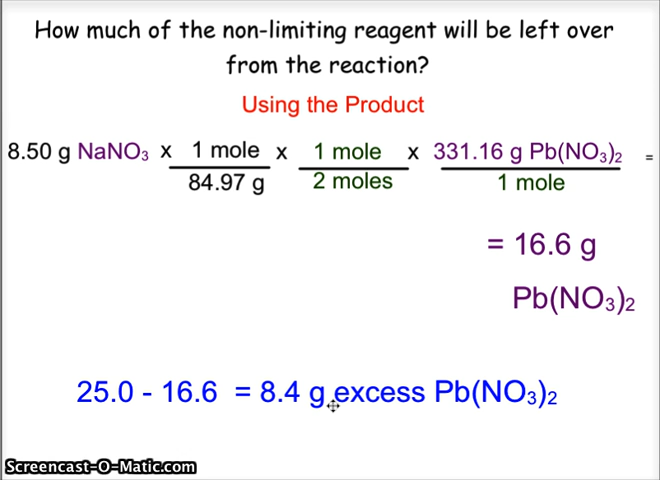 How much of the non-limiting reagent will be left over
from the reaction?
Using the Product
8.50 g NaNO₃ x 1 mole x 1 mole x 331.16 g Pb(NO₃)₂ =
84.97 g 2 moles 1 mole
= 16.6 g
Pb(NO₃)₂
25.0 - 16.6 = 8.4 g excess Pb(NO₃)₂
Screencast-O-Matic.com